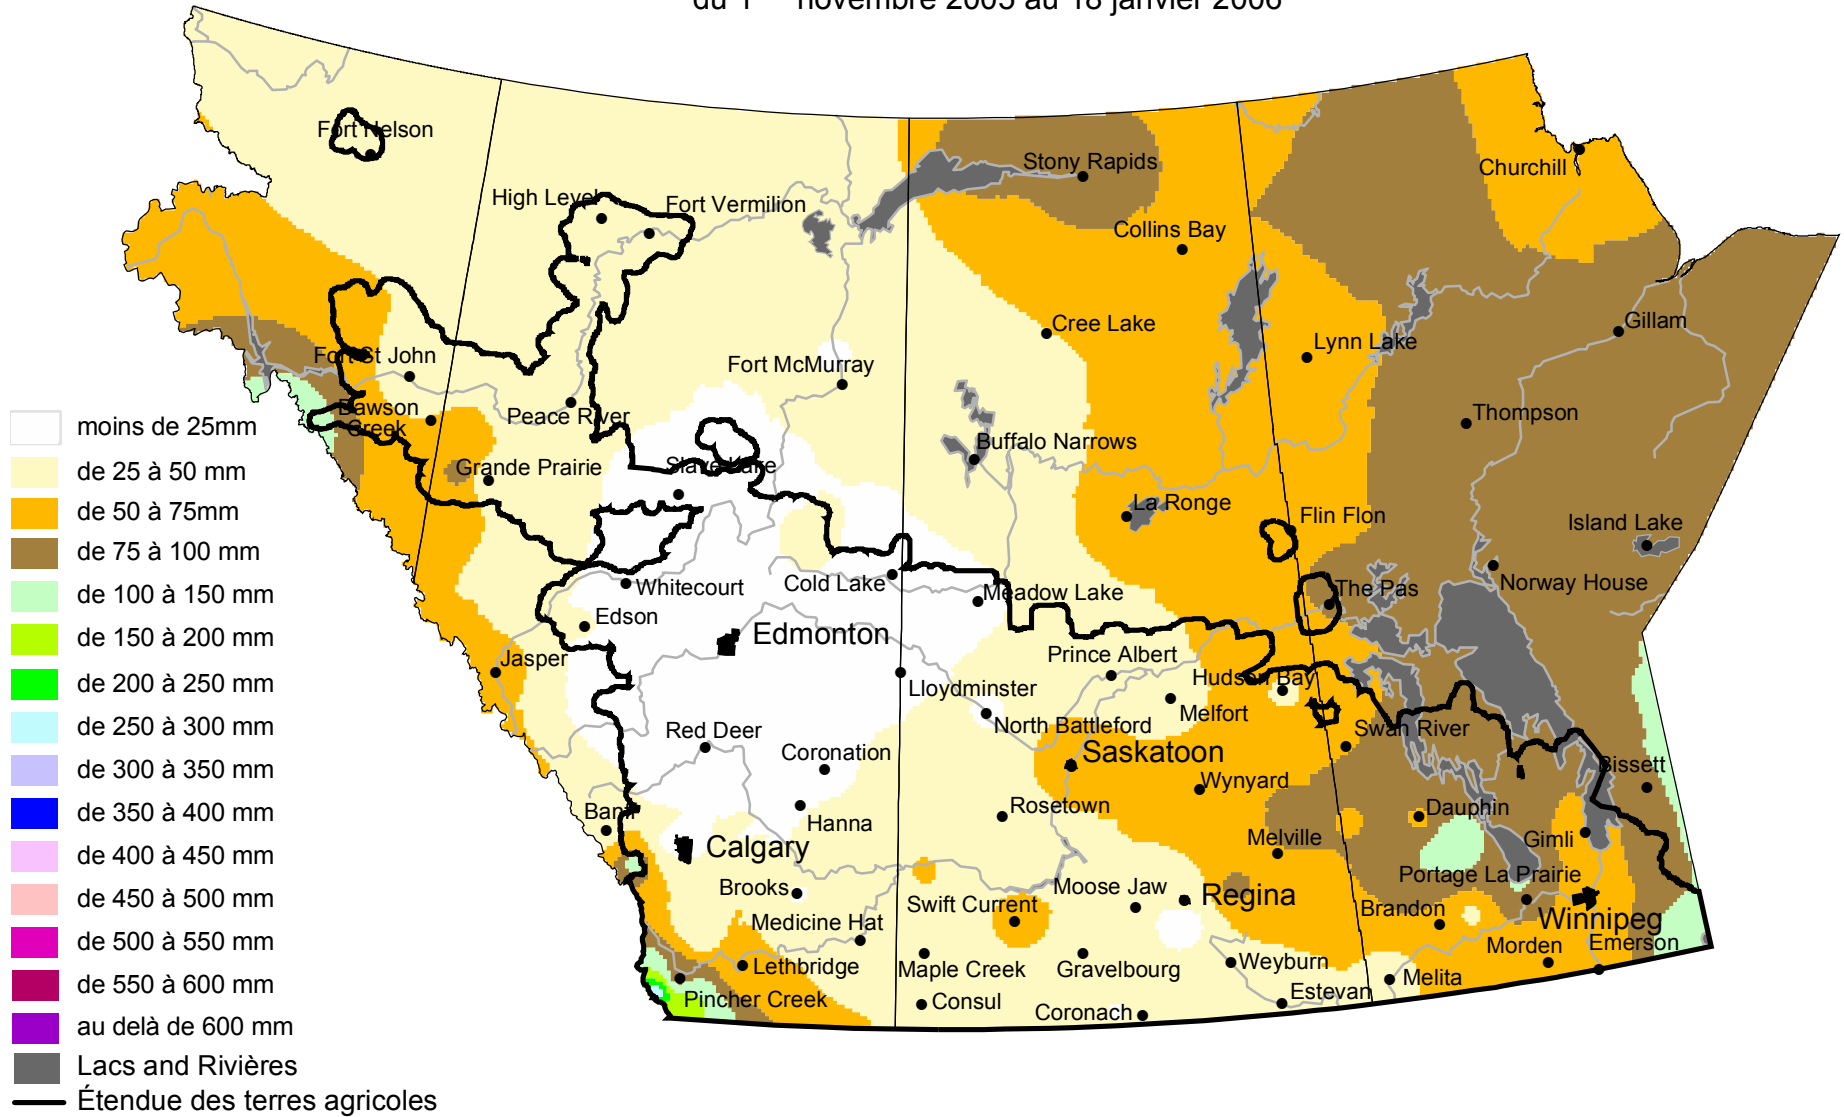 du 1 novembre 2005 au 18 janvier 2006
Fort Nelson
Stony Rapids
Churchill
High Level
Fort Vermilion
Collins Bay
Cree Lake
Gillam
Lynn Lake
Fort St John
Fort McMurray
Dawson
Creek
Peace River
Thompson
Buffalo Narrows
Grande Prairie
Slave Lake
La Ronge
Flin Flon
Island Lake
Whitecourt
Cold Lake
Meadow Lake
The Pas
Norway House
Edson
Edmonton
Jasper
Prince Albert
Hudson Bay
Lloydminster
Melfort
North Battleford
Red Deer
Swan River
Coronation
Saskatoon
Bissett
Wynyard
Rosetown
Dauphin
Banff
Hanna
Melville
Gimli
Calgary
Portage La Prairie
Brooks
Moose Jaw
Regina
Swift Current
Brandon
Winnipeg
Medicine Hat
Morden
Emerson
Lethbridge
Maple Creek
Gravelbourg
Weyburn
Melita
Pincher Creek
Consul
Coronach
Estevan
moins de 25mm
de 25 à 50 mm
de 50 à 75mm
de 75 à 100 mm
de 100 à 150 mm
de 150 à 200 mm
de 200 à 250 mm
de 250 à 300 mm
de 300 à 350 mm
de 350 à 400 mm
de 400 à 450 mm
de 450 à 500 mm
de 500 à 550 mm
de 550 à 600 mm
au delà de 600 mm
Lacs and Rivières
Étendue des terres agricoles